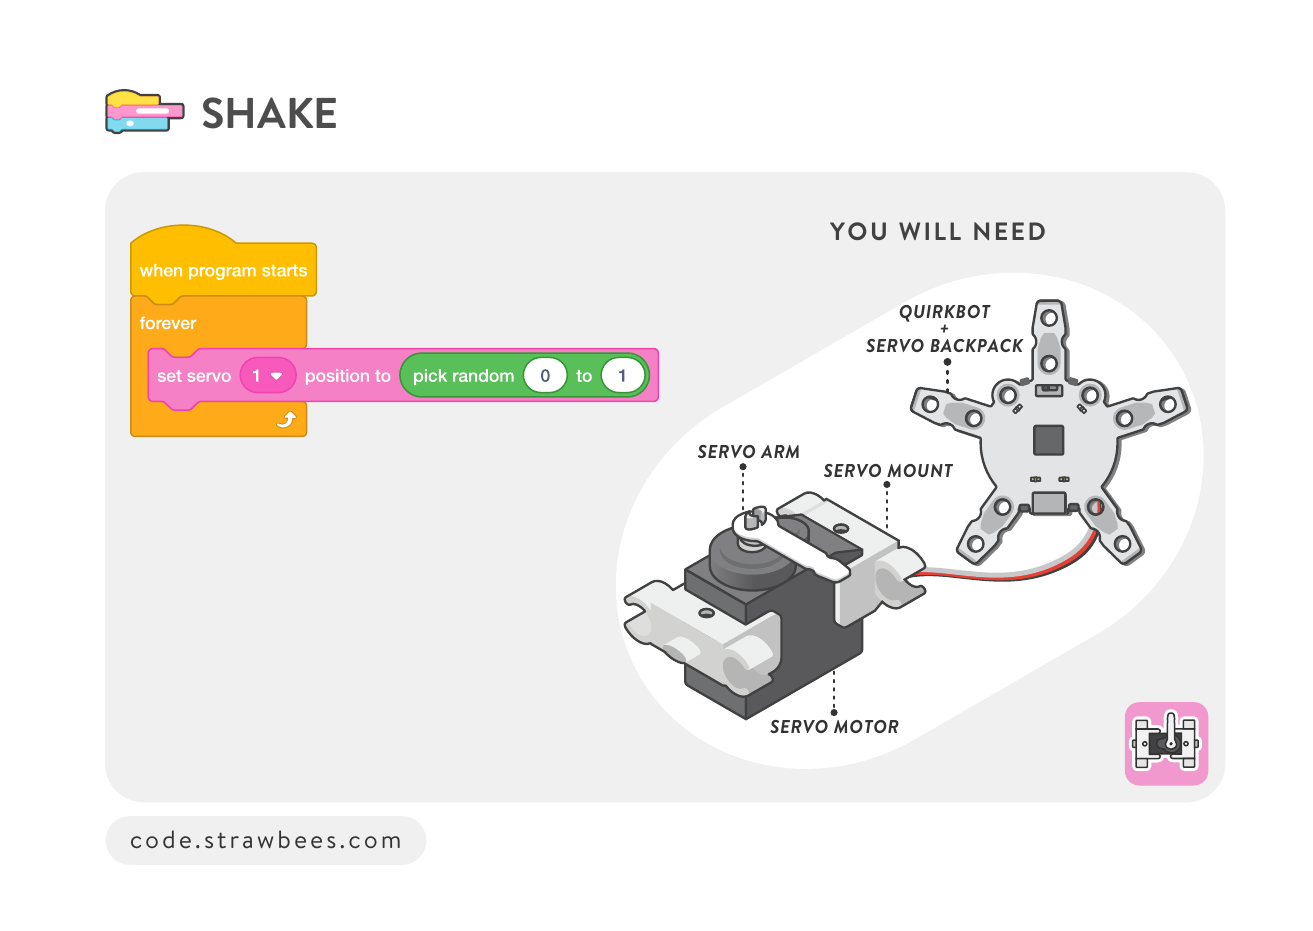 SHAKE
when program starts
forever
set servo 1 position to pick random 0 to 1
YOU WILL NEED
QUIRKBOT
+
SERVO BACKPACK
SERVO ARM
SERVO MOUNT
SERVO MOTOR
code.strawbees.com